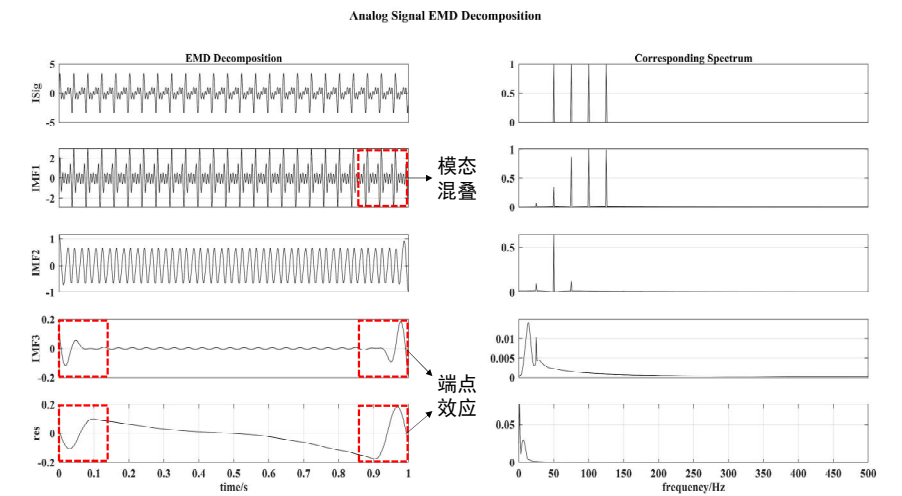 Analog Signal EMD Decomposition
EMD Decomposition
5
0
-5
ISig
2
0
-2
IMF1
模态
混叠
1
0
-1
IMF2
0.2
0
-0.2
IMF3
端点
效应
0.2
0
-0.2
res
0 0.1 0.2 0.3 0.4 0.5 0.6 0.7 0.8 0.9 1
time/s
Corresponding Spectrum
1
0.5
0
1
0.5
0
0.5
0
0.01
0.005
0
0.05
0
0 50 100 150 200 250 300 350 400 450 500
frequency/Hz